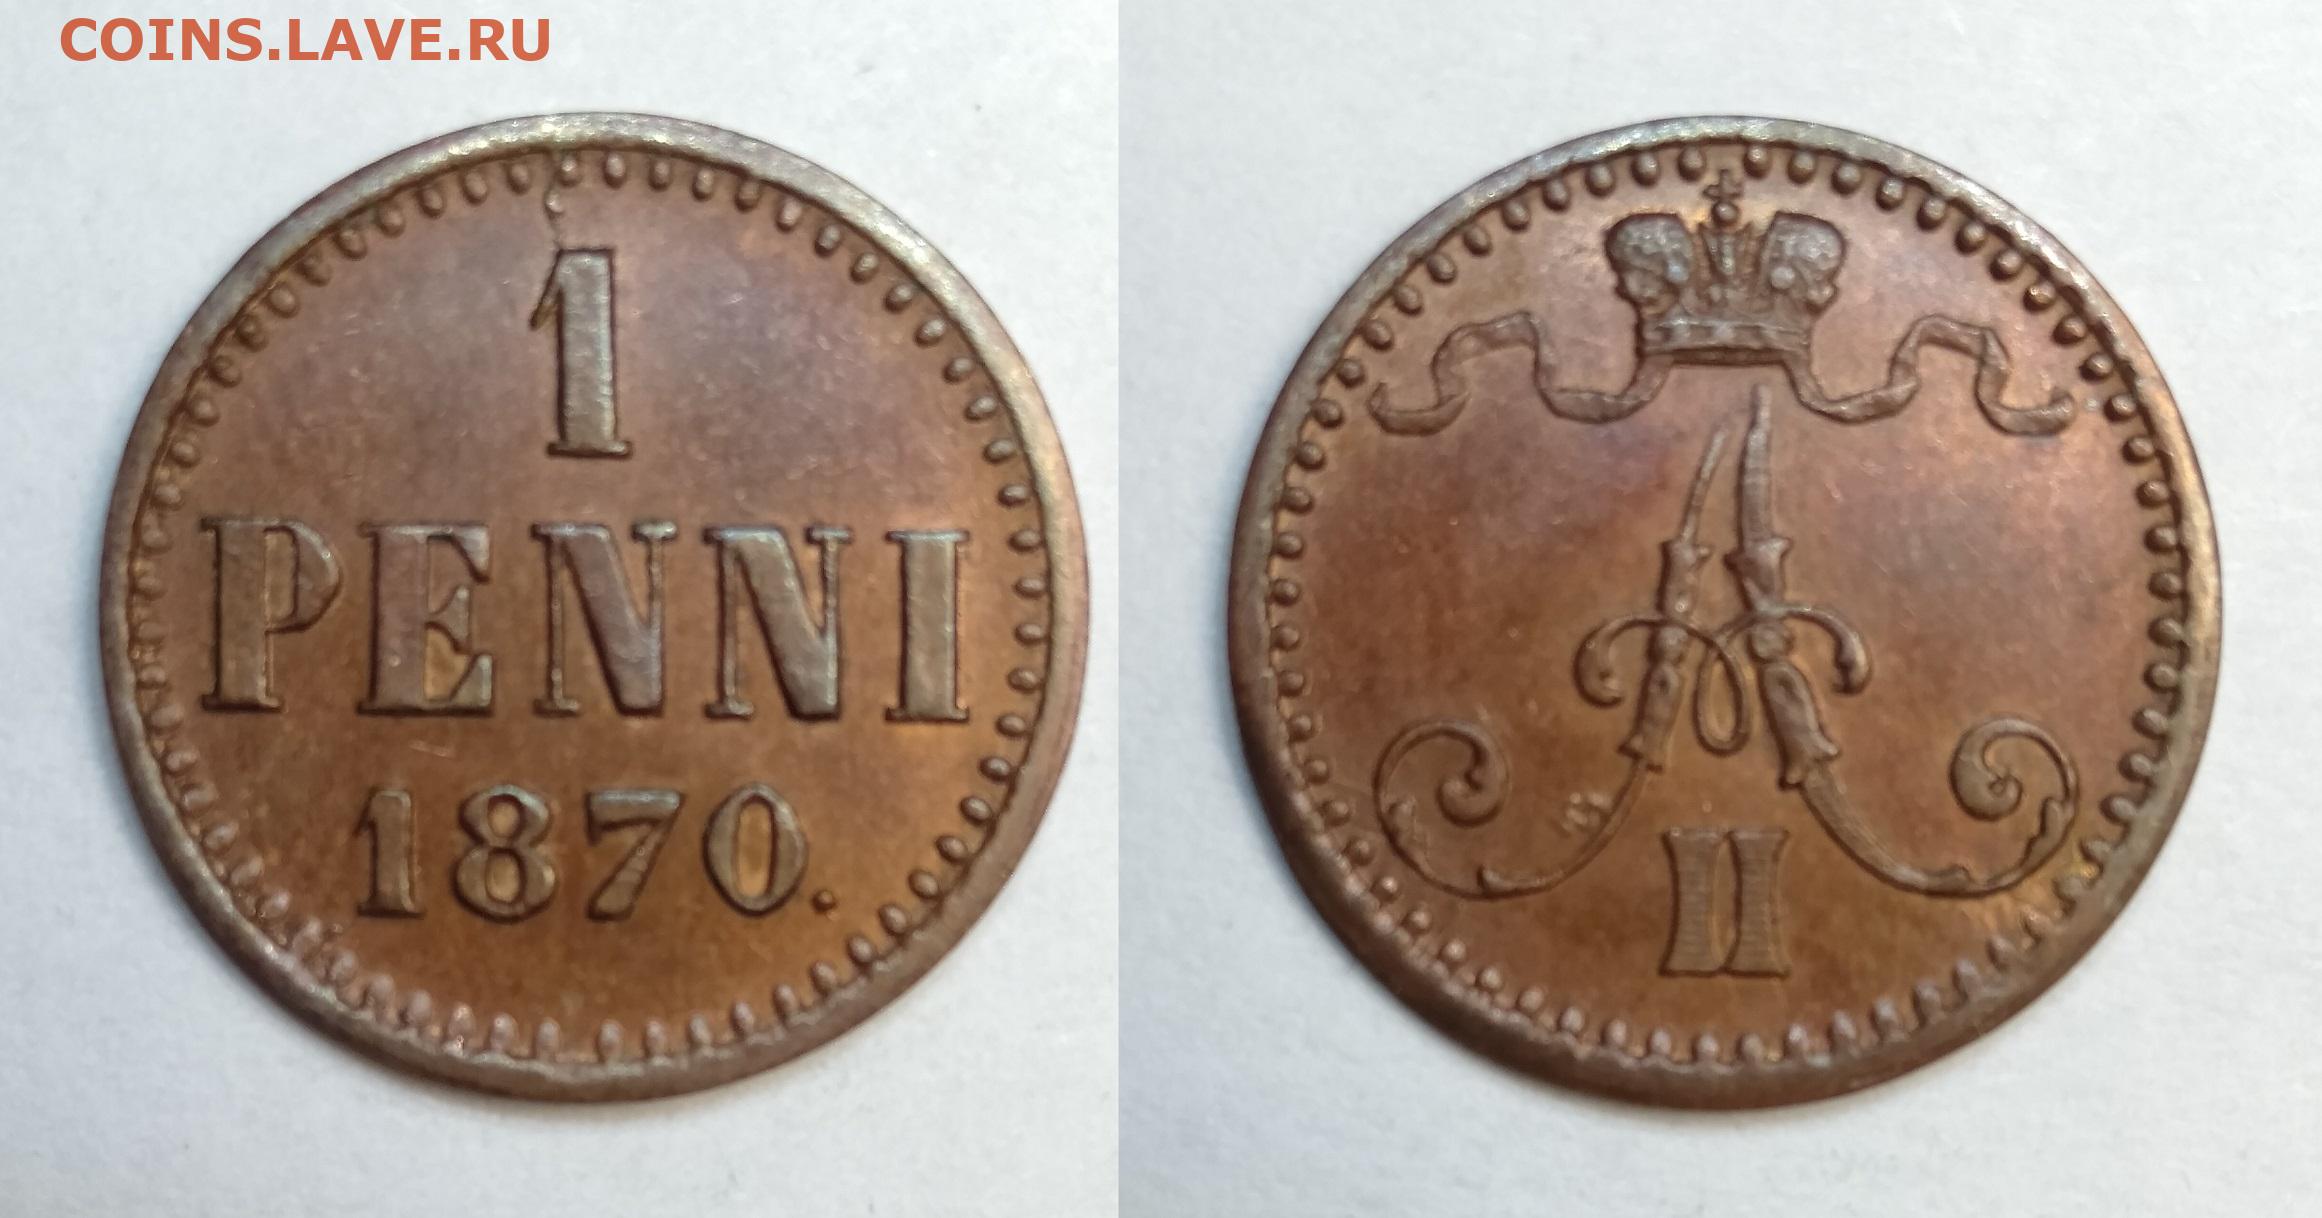 COINS.LAVE.RU
1
PENNI
1870.
A
II